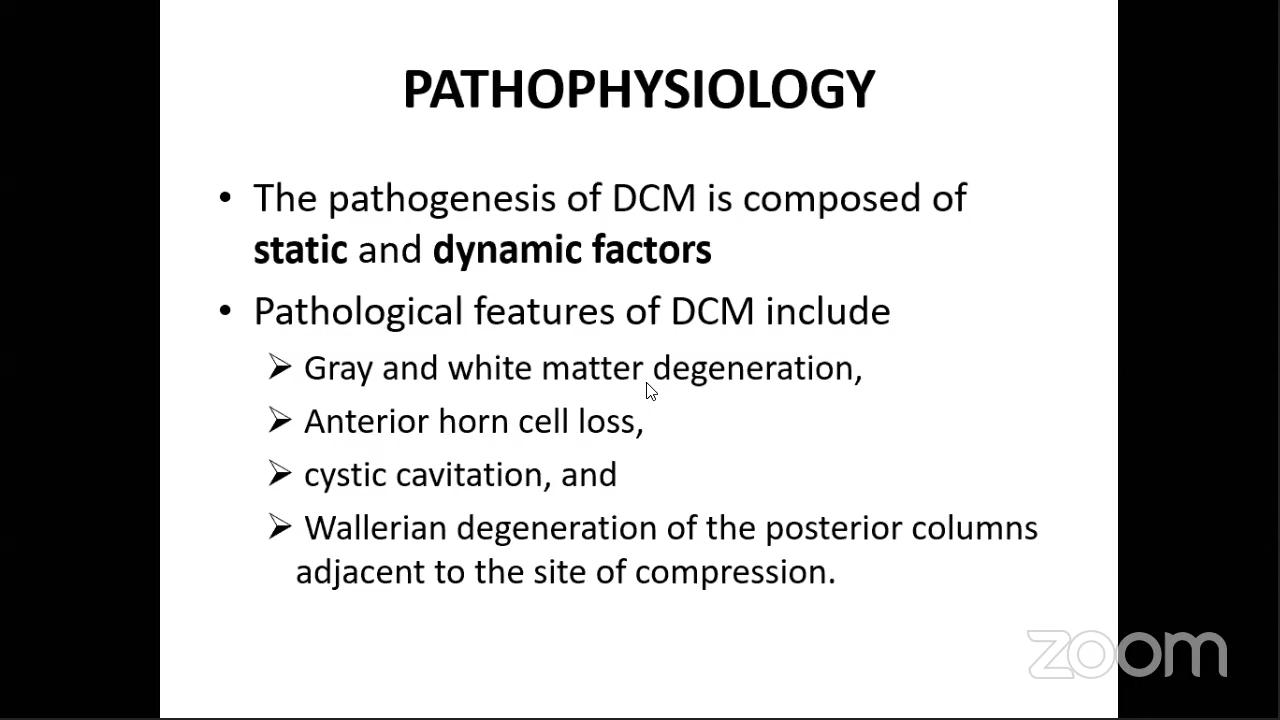 PATHOPHYSIOLOGY
• The pathogenesis of DCM is composed of
static and dynamic factors
• Pathological features of DCM include
➢ Gray and white matter degeneration,
➢ Anterior horn cell loss,
➢ cystic cavitation, and
➢ Wallerian degeneration of the posterior columns
adjacent to the site of compression.
zoom